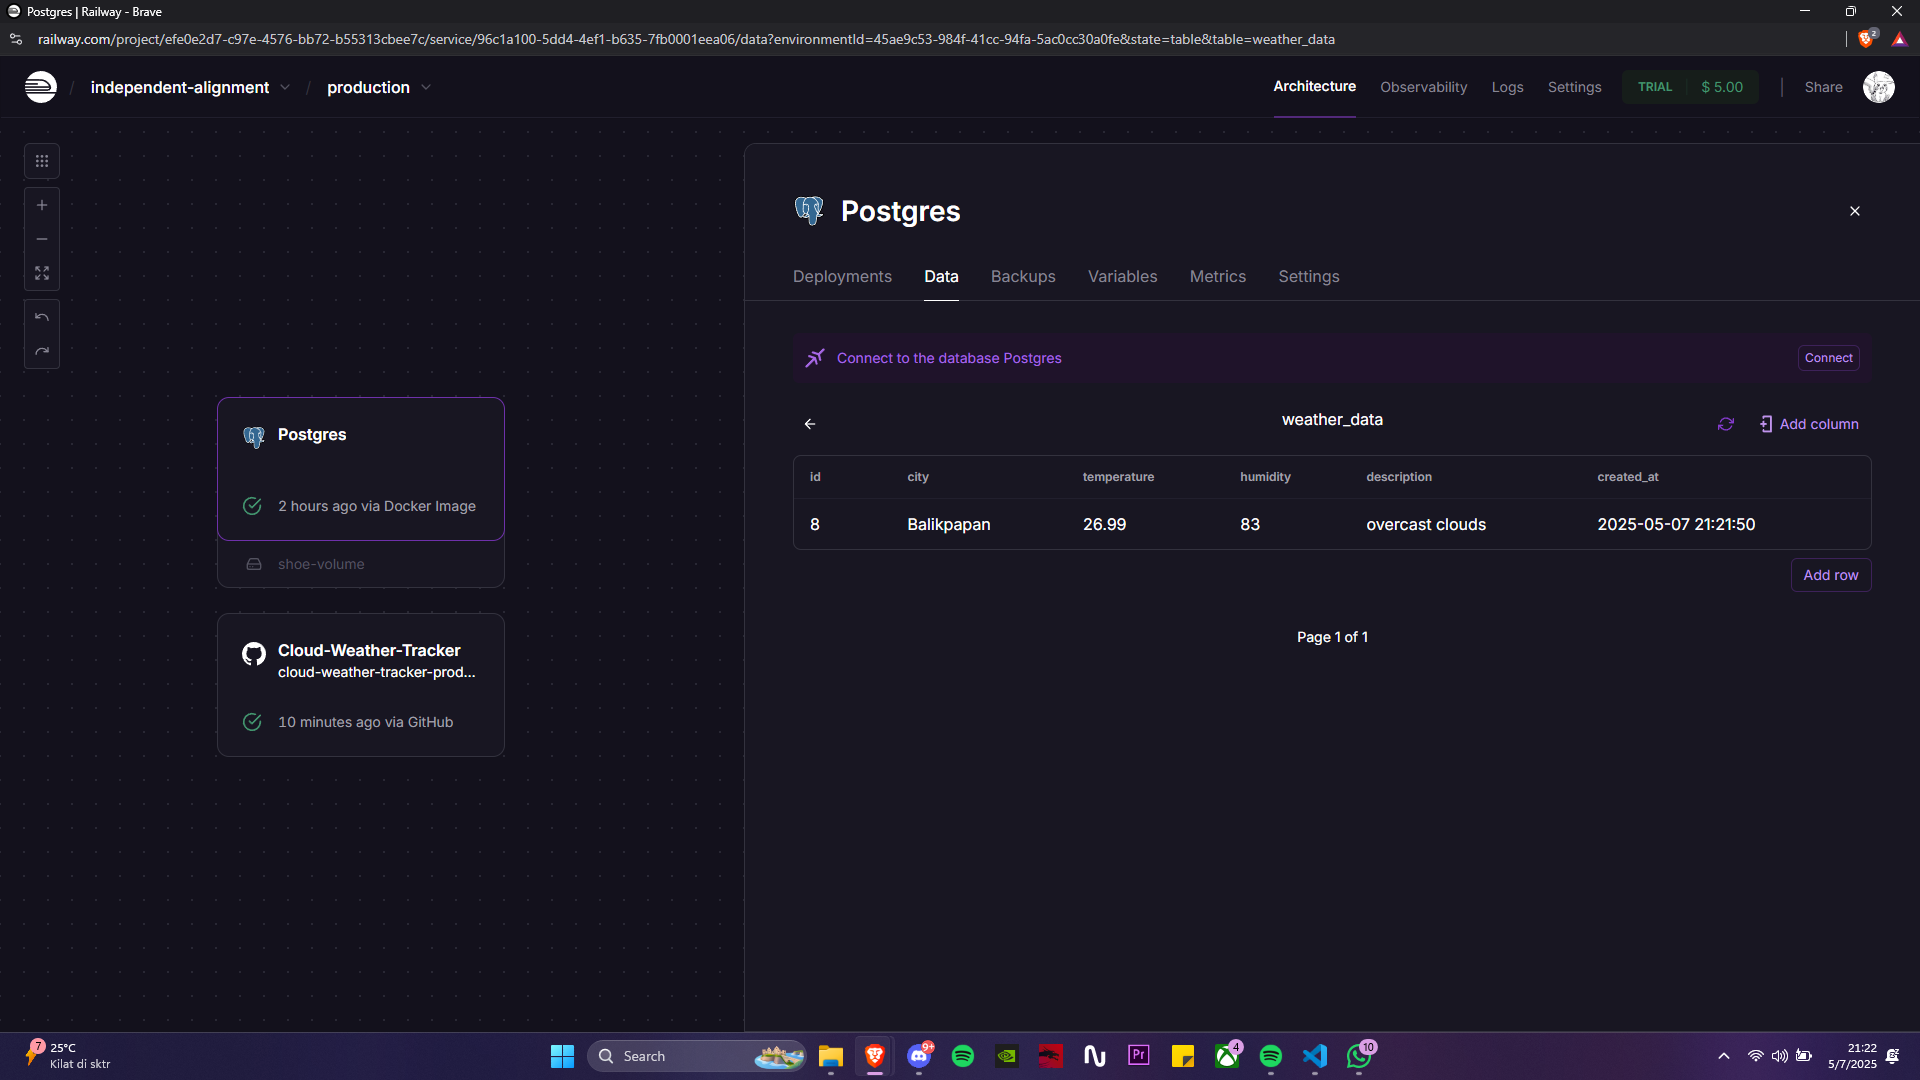 Postgres | Railway - Brave
railway.com/project/efe0e2d7-c97e-4576-bb72-b55313cbee7c/service/96c1a100-5dd4-4ef1-b635-7fb0001eea06/data?environmentId=45ae9c53-984f-41cc-94fa-5ac0cc30a0fe&state=table&table=weather_data
2
/ independent-alignment / production
Architecture Observability Logs Settings TRIAL $ 5.00 Share
Postgres
2 hours ago via Docker Image
shoe-volume
Cloud-Weather-Tracker
cloud-weather-tracker-prod...
10 minutes ago via GitHub
Postgres
Deployments Data Backups Variables Metrics Settings
Connect to the database Postgres Connect
weather_data Add column
id city temperature humidity description created_at
8 Balikpapan 26.99 83 overcast clouds 2025-05-07 21:21:50
Add row
Page 1 of 1
7
25°C
Kilat di sktr
Search
9+
Pr
4
10
21:22
5/7/2025